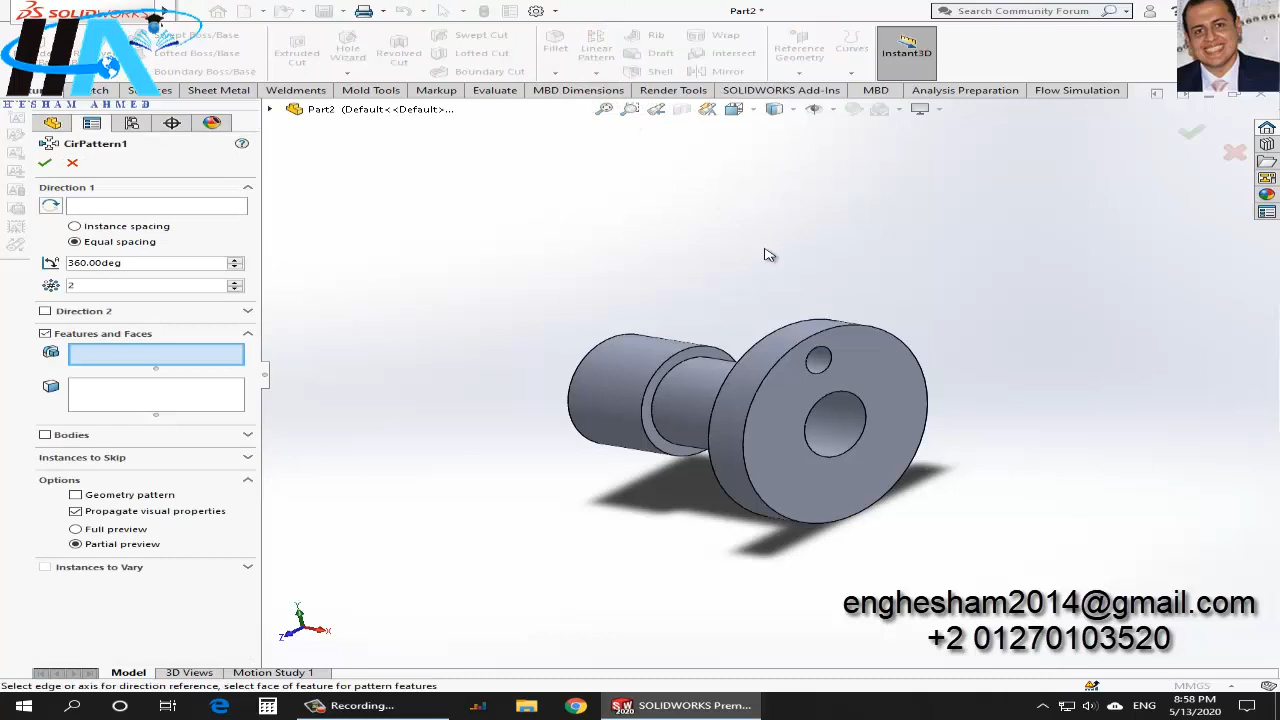 SOLIDWORKS
Part2 *
Search Community Forum
HESHAM AHMED
Extruded Cut
Hole Wizard
Revolved Cut
Swept Cut
Lofted Cut
Boundary Cut
Swept Boss/Base
Lofted Boss/Base
Boundary Boss/Base
Fillet
Linear Pattern
Rib
Draft
Shell
Wrap
Intersect
Mirror
Reference Geometry
Curves
Instant3D
Sheet Metal
Weldments
Mold Tools
Markup
Evaluate
MBD Dimensions
Render Tools
SOLIDWORKS Add-Ins
MBD
Analysis Preparation
Flow Simulation
Part2 (Default<<Default>...
CirPattern1
Direction 1
Instance spacing
Equal spacing
360.00deg
2
Direction 2
Features and Faces
Bodies
Instances to Skip
Options
Geometry pattern
Propagate visual properties
Full preview
Partial preview
Instances to Vary
Y
X
Z
enghesham2014@gmail.com
+2 01270103520
Model
3D Views
Motion Study 1
Select edge or axis for direction reference, select face of feature for pattern features
MMGS
Recording...
SW 2020
SOLIDWORKS Prem...
ENG
8:58 PM
5/13/2020